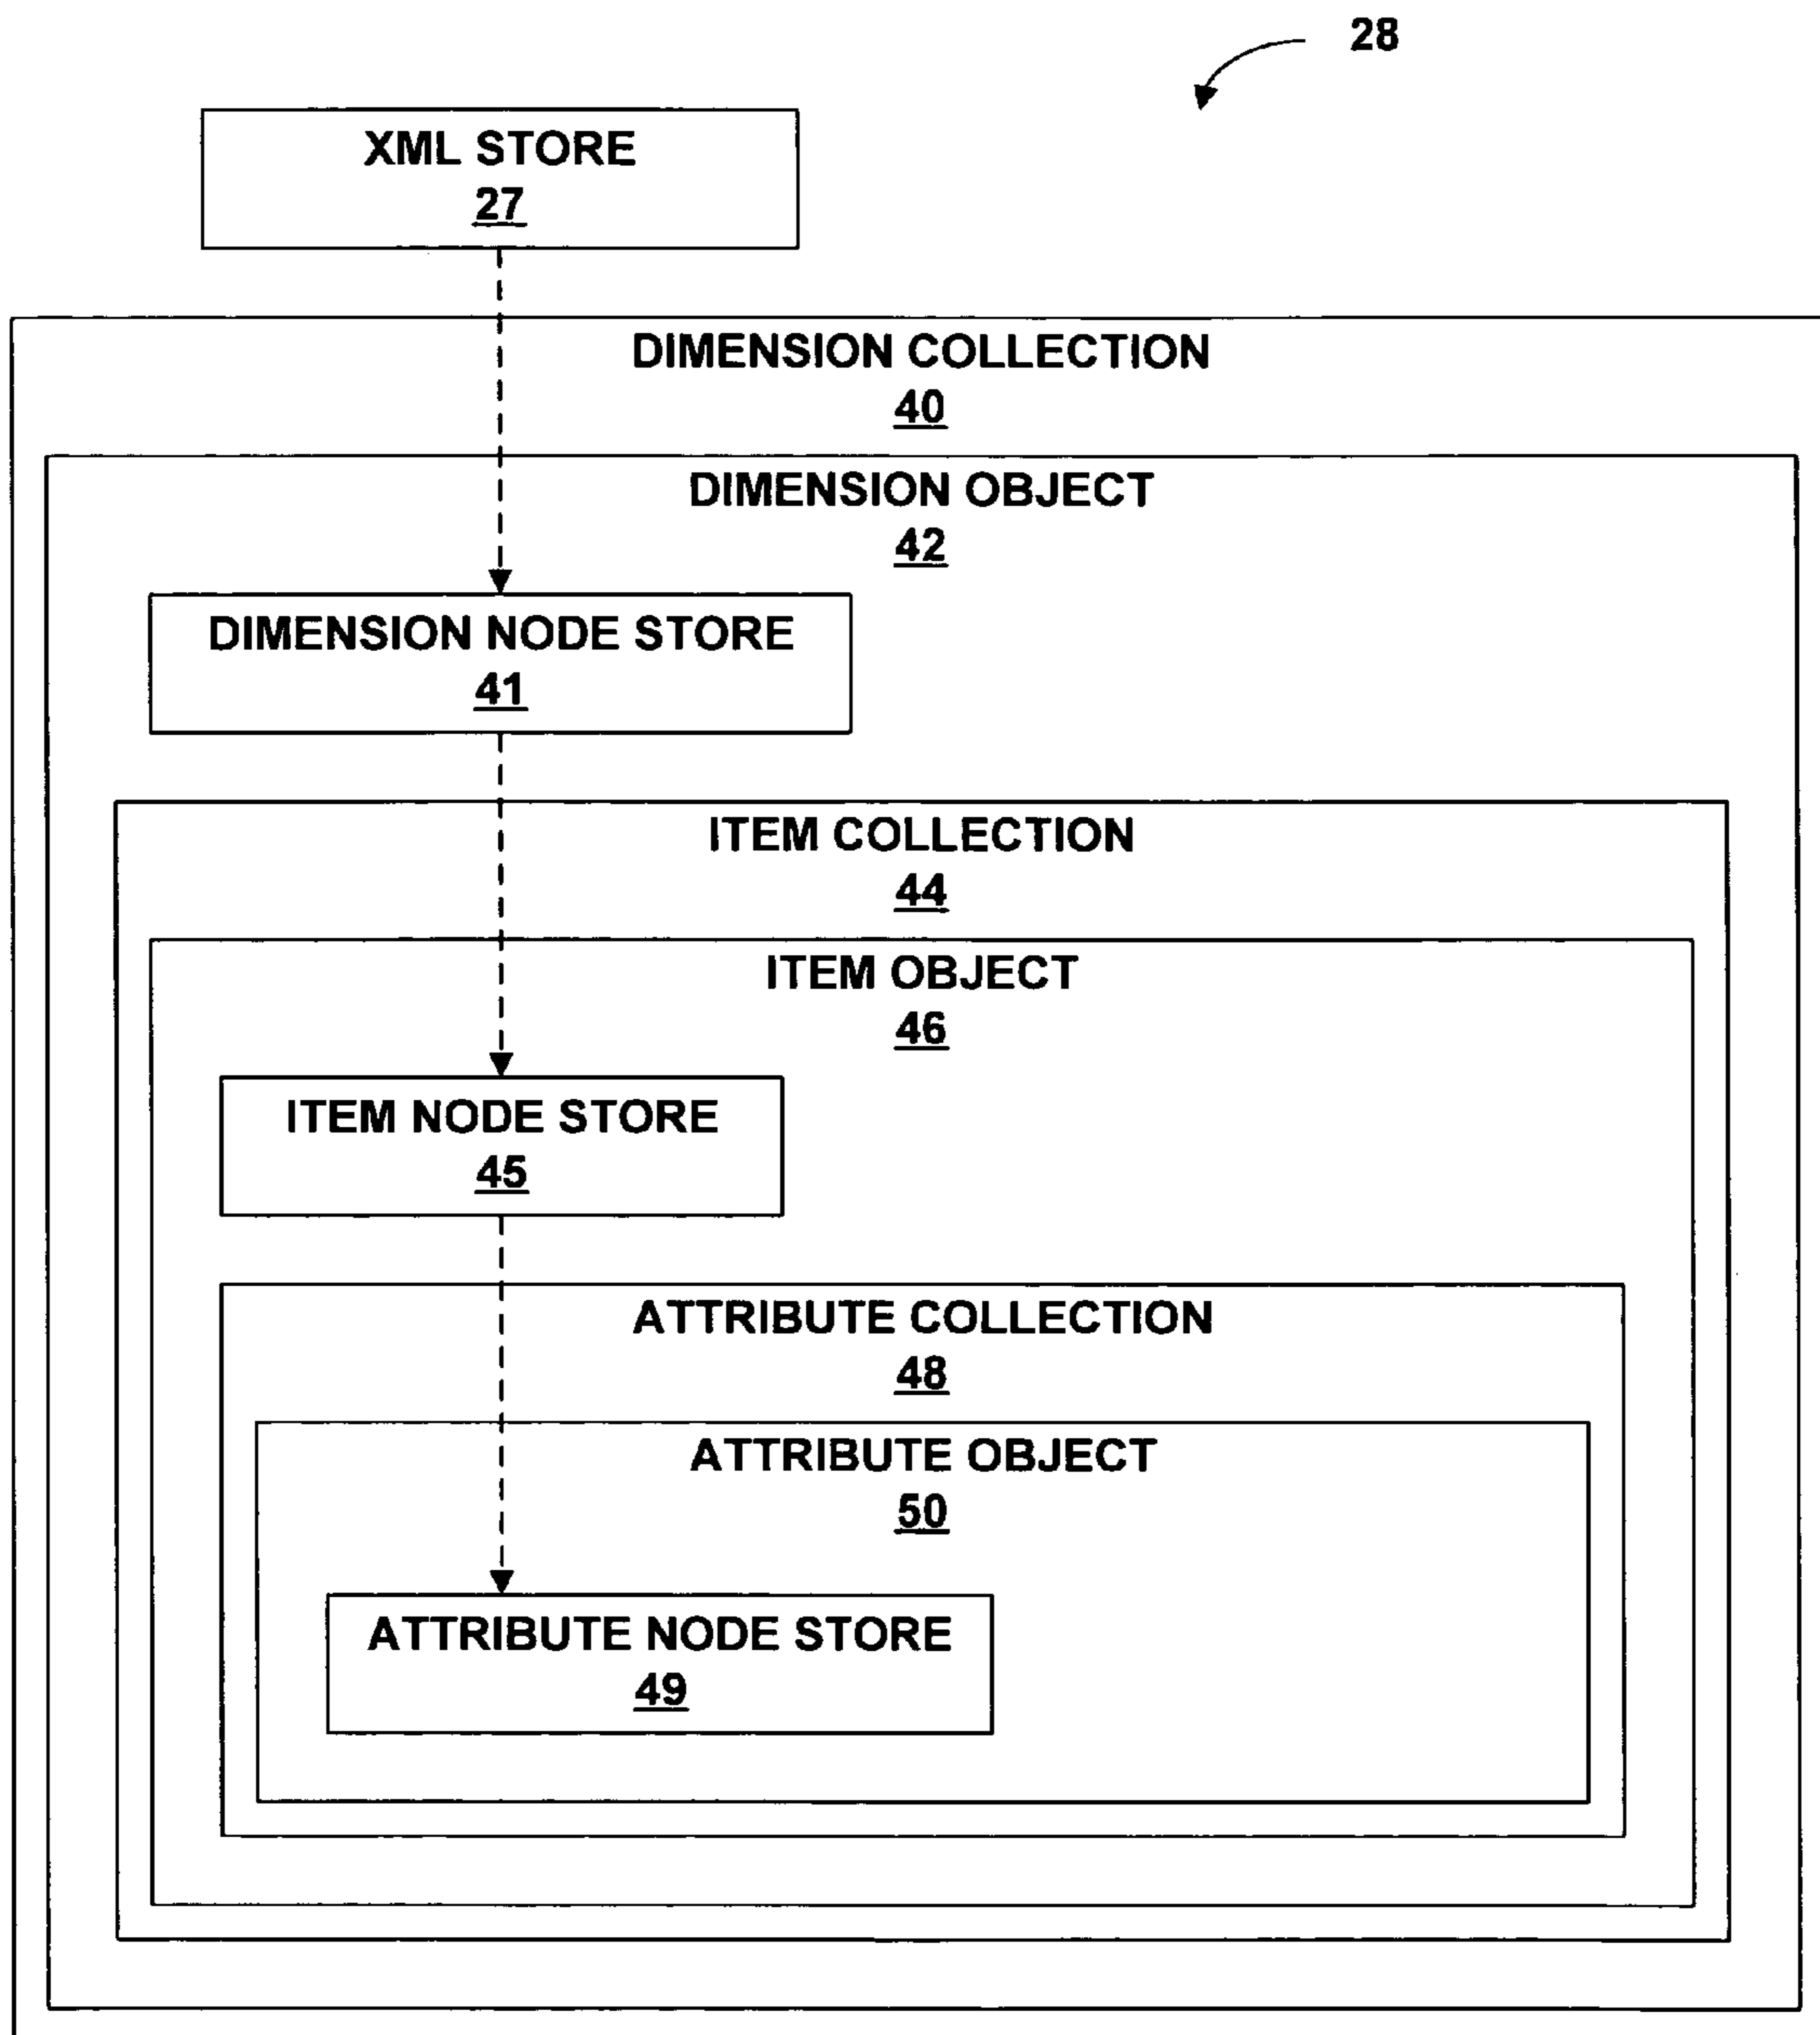 28
XML STORE
27
DIMENSION COLLECTION
40
DIMENSION OBJECT
42
DIMENSION NODE STORE
41
ITEM COLLECTION
44
ITEM OBJECT
46
ITEM NODE STORE
45
ATTRIBUTE COLLECTION
48
ATTRIBUTE OBJECT
50
ATTRIBUTE NODE STORE
49